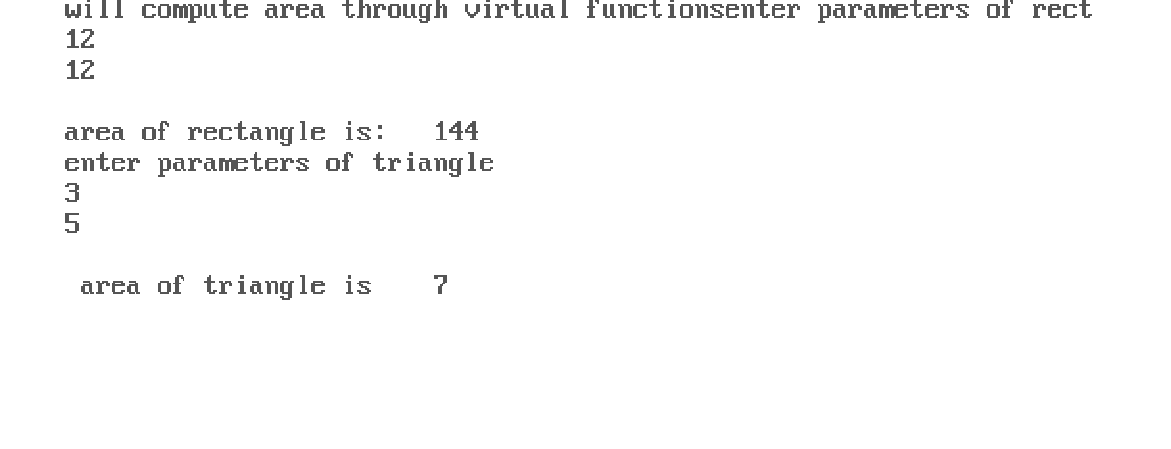 will compute area through virtual functionsenter parameters of rect
12
12
area of rectangle is: 144
enter parameters of triangle
3
5
area of triangle is 7